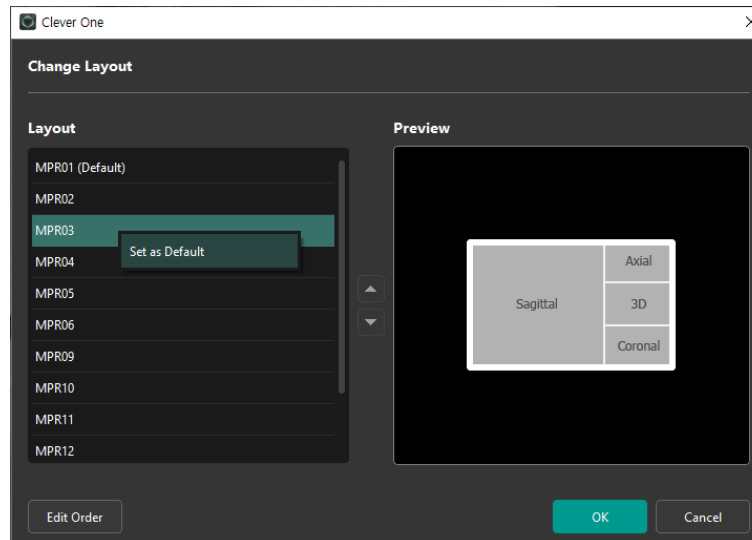 Clever One
Change Layout
Layout
MPR01 (Default)
MPR02
MPR03
Set as Default
MPR04
MPR05
MPR06
MPR09
MPR10
MPR11
MPR12
Preview
Sagittal
Axial
3D
Coronal
Edit Order
OK
Cancel